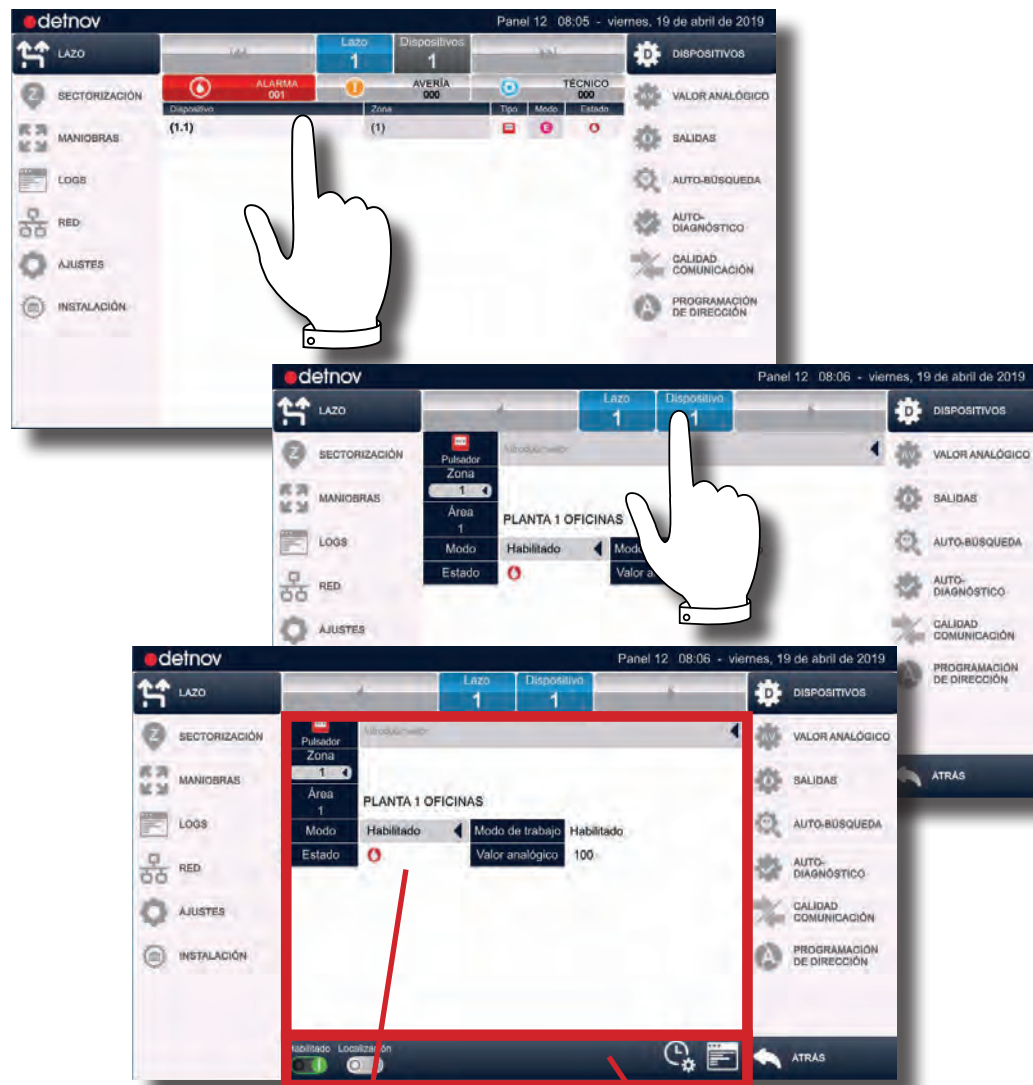 detnov
Panel 12 08:05 - viernes, 19 de abril de 2019
LAZO
Lazo
1
Dispositivos
1
DISPOSITIVOS
SECTORIZACIÓN
MANIOBRAS
LOGS
RED
AJUSTES
INSTALACIÓN
ALARMA
001
AVERÍA
000
TÉCNICO
000
Dispositivo Zona Tipo Modo Estado
(1.1) (1) E
VALOR ANALÓGICO
SALIDAS
AUTO-BÚSQUEDA
AUTO-
DIAGNÓSTICO
CALIDAD
COMUNICACIÓN
PROGRAMACIÓN
DE DIRECCIÓN
detnov
Panel 12 08:06 - viernes, 19 de abril de 2019
LAZO
Lazo
1
Dispositivo
1
DISPOSITIVOS
SECTORIZACIÓN
MANIOBRAS
LOGS
RED
AJUSTES
Pulsador
Zona
1
Área
1
PLANTA 1 OFICINAS
Modo Habilitado
Estado
VALOR ANALÓGICO
SALIDAS
AUTO-BÚSQUEDA
AUTO-
DIAGNÓSTICO
CALIDAD
COMUNICACIÓN
PROGRAMACIÓN
DE DIRECCIÓN
ATRÁS
detnov
Panel 12 08:06 - viernes, 19 de abril de 2019
LAZO
Lazo
1
Dispositivo
1
DISPOSITIVOS
SECTORIZACIÓN
MANIOBRAS
LOGS
RED
AJUSTES
INSTALACIÓN
Pulsador
Zona
1
Área
1
PLANTA 1 OFICINAS
Modo Habilitado Modo de trabajo Habilitado
Estado Valor analógico 100
Habilitado Localización
VALOR ANALÓGICO
SALIDAS
AUTO-BÚSQUEDA
AUTO-
DIAGNÓSTICO
CALIDAD
COMUNICACIÓN
PROGRAMACIÓN
DE DIRECCIÓN
ATRÁS